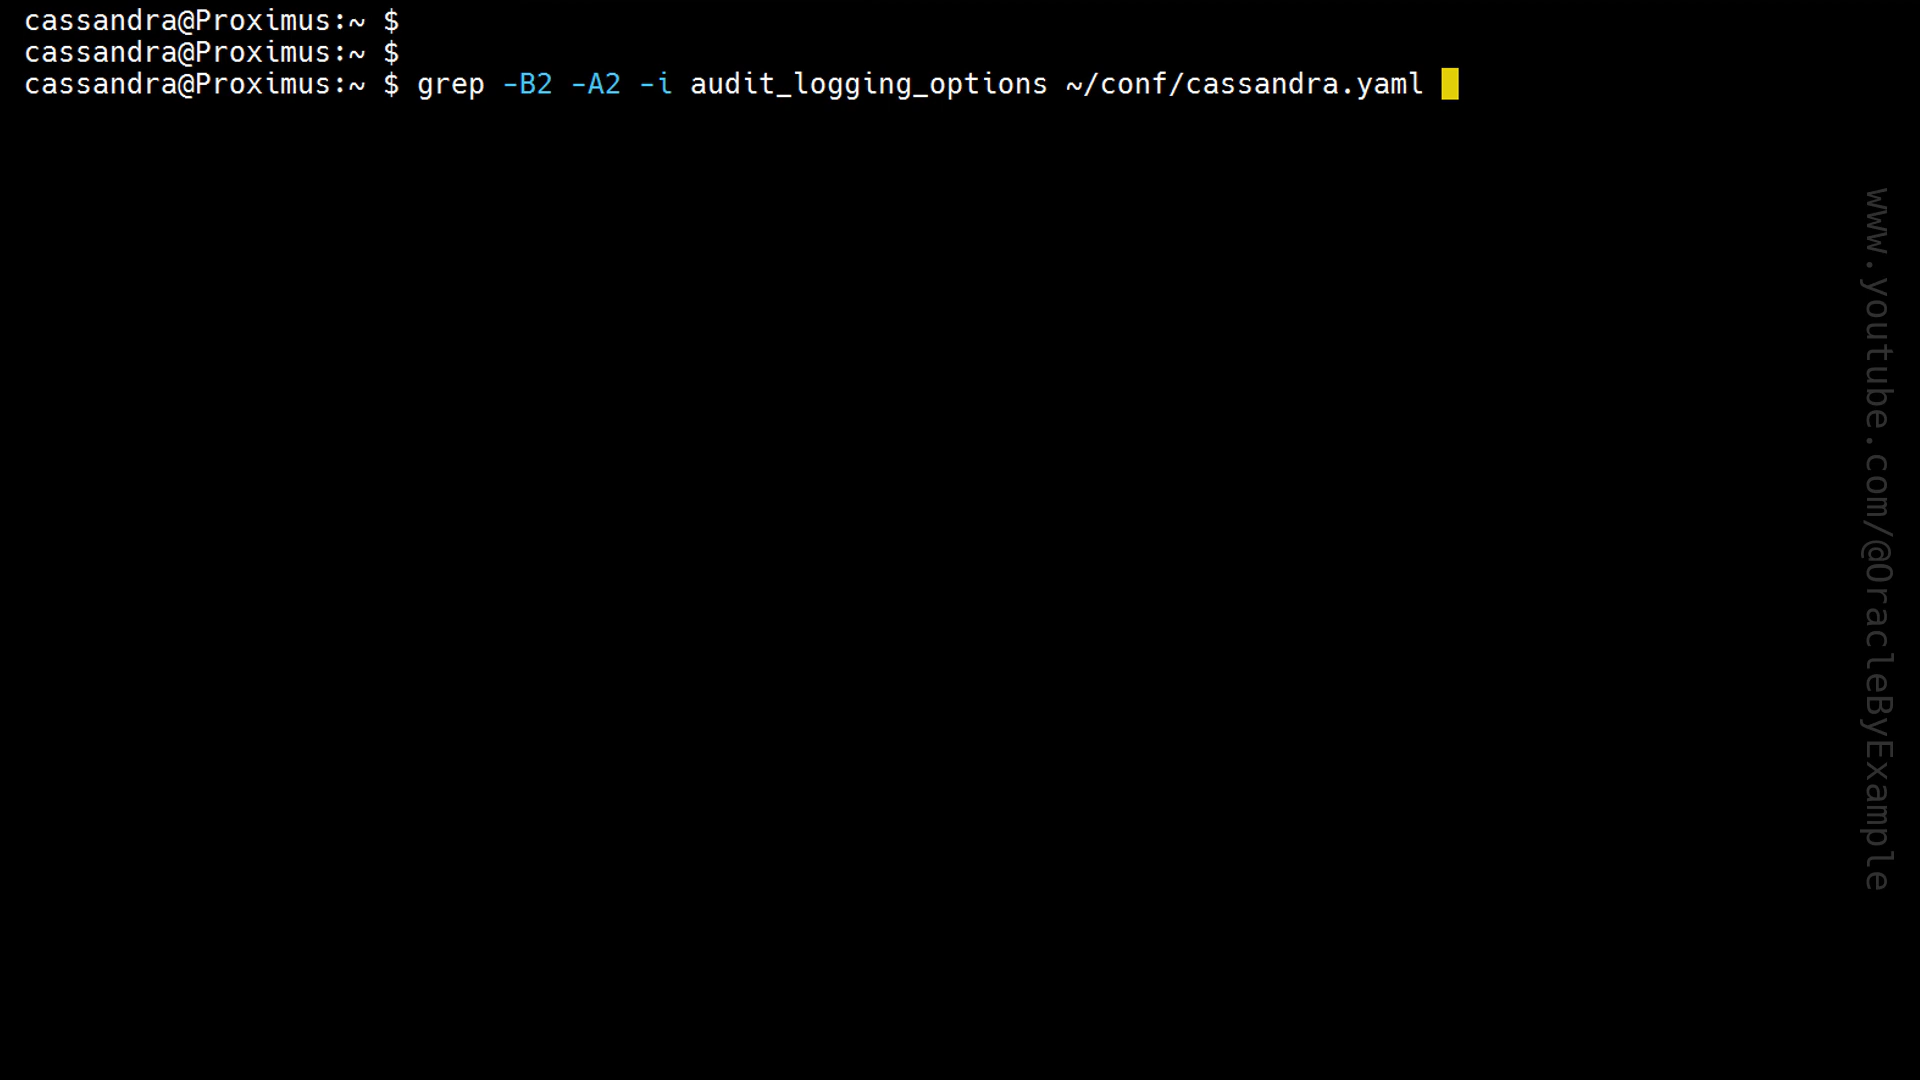 cassandra@Proximus:~ $
cassandra@Proximus:~ $
cassandra@Proximus:~ $ grep -B2 -A2 -i audit_logging_options ~/conf/cassandra.yaml
www.youtube.com/@OracleByExample